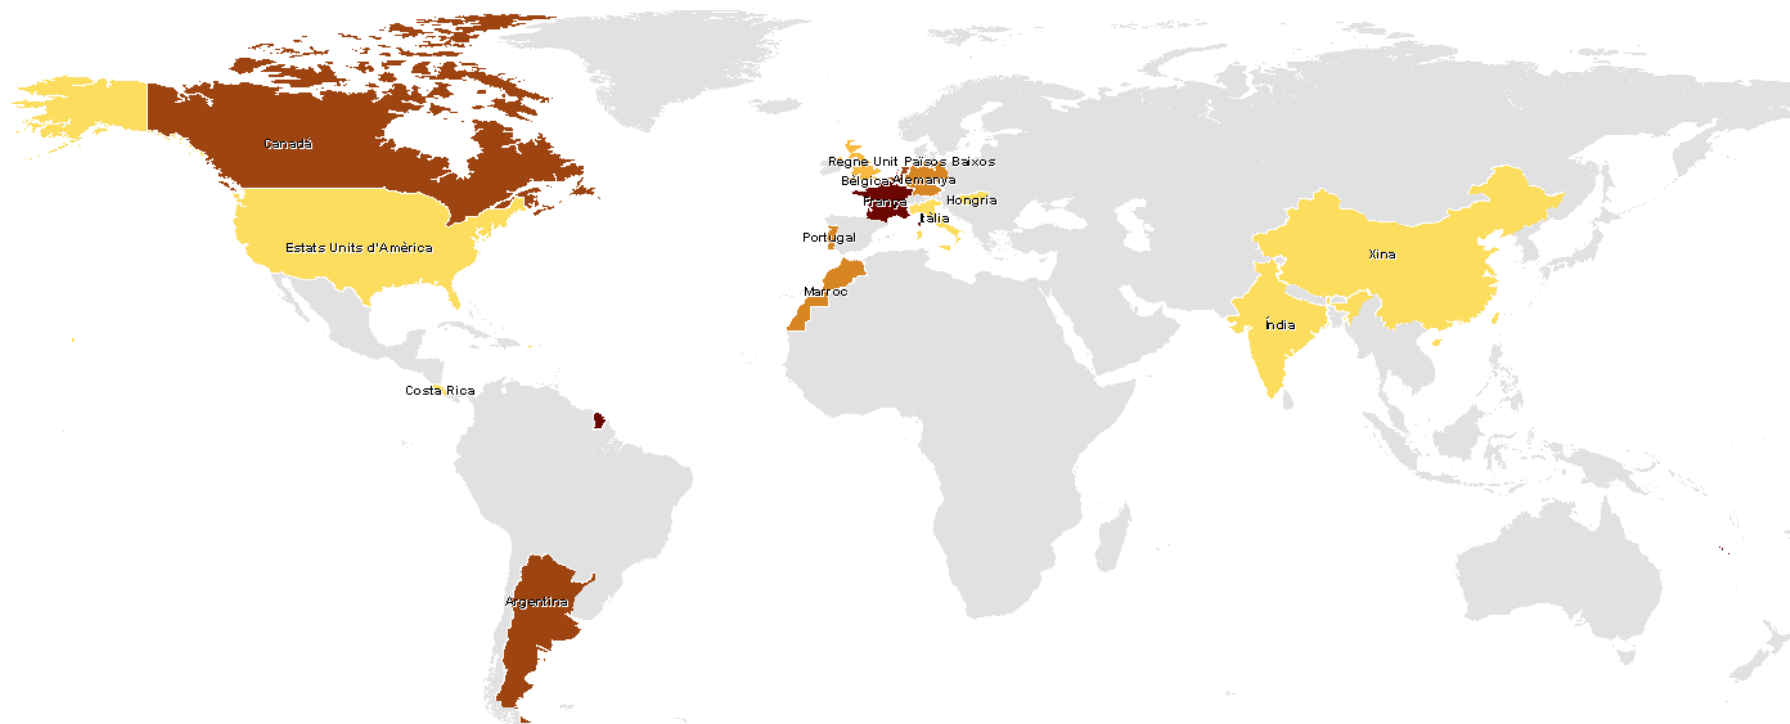 Canadá
Regne Unit
Països Baixos
Bèlgica
Alemanya
França
Hongria
Itàlia
Estats Units d'Amèrica
Portugal
Xina
Marroc
Índia
Costa Rica
Argentina